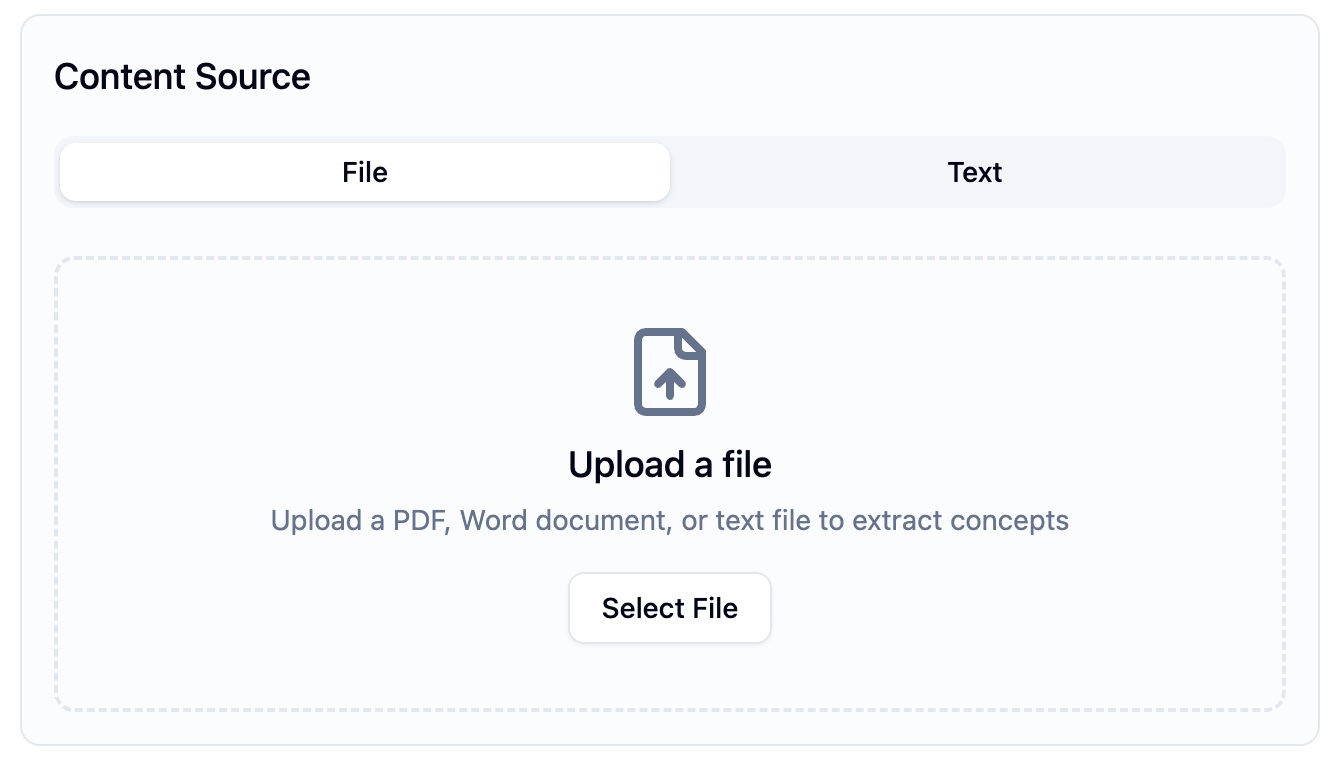 Content Source
File
Text
Upload a file
Upload a PDF, Word document, or text file to extract concepts
Select File